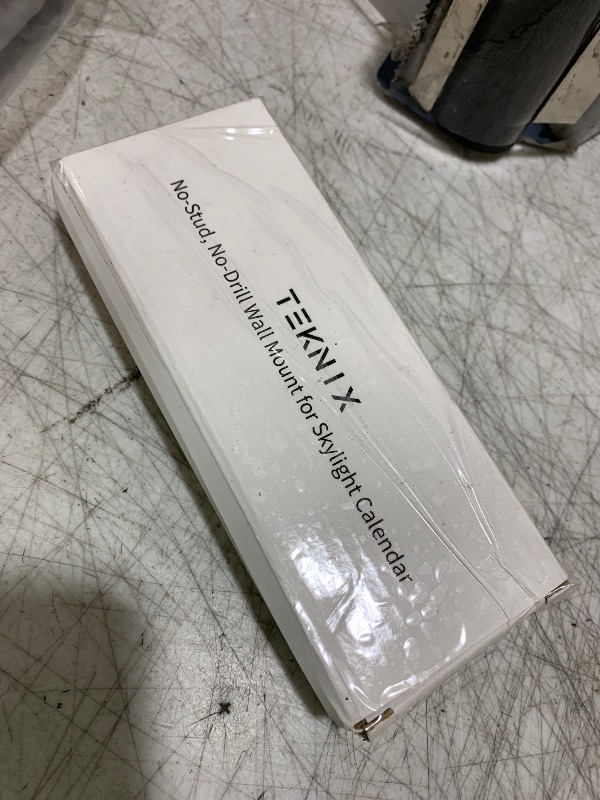 TEKNIX
No-Stud, No-Drill Wall Mount for Skylight Calendar